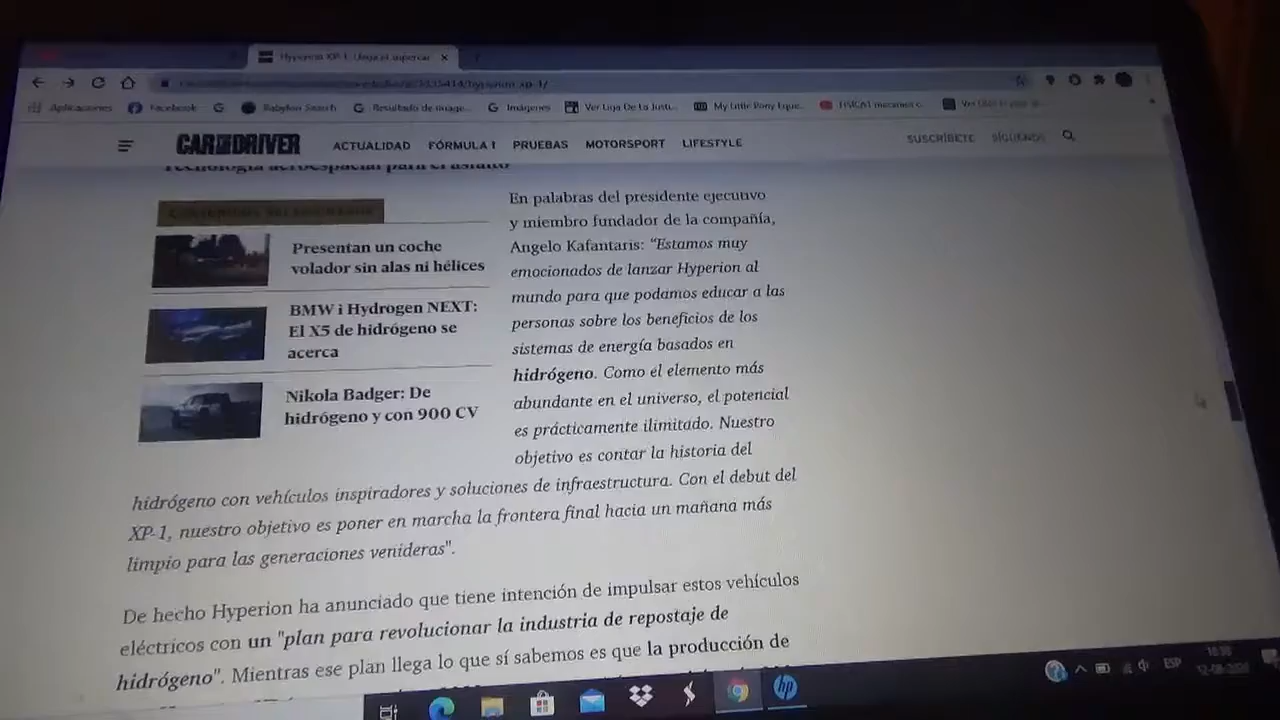 Hyperion XP-1: Llega el supercar
hyperion-xp-1/
Aplicaciones
Facebook
Babylon Search
Resultado de image...
Imágenes
Ver Liga De La Justi...
My Little Pony Eque...
CAR AND DRIVER
ACTUALIDAD
FÓRMULA 1
PRUEBAS
MOTORSPORT
LIFESTYLE
SUSCRÍBETE
SÍGUENOS
Tecnología aeroespacial para el asfalto
Presentan un coche
volador sin alas ni hélices
BMW i Hydrogen NEXT:
El X5 de hidrógeno se
acerca
Nikola Badger: De
hidrógeno y con 900 CV
En palabras del presidente ejecutivo
y miembro fundador de la compañía,
Angelo Kafantaris: “Estamos muy
emocionados de lanzar Hyperion al
mundo para que podamos educar a las
personas sobre los beneficios de los
sistemas de energía basados en
hidrógeno. Como el elemento más
abundante en el universo, el potencial
es prácticamente ilimitado. Nuestro
objetivo es contar la historia del
hidrógeno con vehículos inspiradores y soluciones de infraestructura. Con el debut del
XP-1, nuestro objetivo es poner en marcha la frontera final hacia un mañana más
limpio para las generaciones venideras".
De hecho Hyperion ha anunciado que tiene intención de impulsar estos vehículos
eléctricos con un "plan para revolucionar la industria de repostaje de
hidrógeno". Mientras ese plan llega lo que sí sabemos es que la producción de
hp
ESP